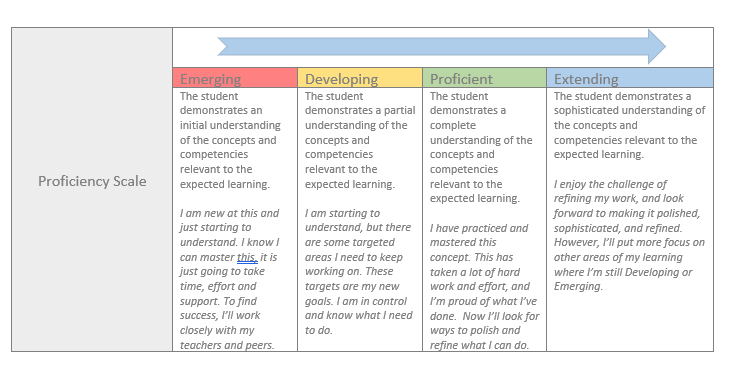 Proficiency Scale
Emerging
The student
demonstrates an
initial understanding
of the concepts and
competencies
relevant to the
expected learning.
I am new at this and
just starting to
understand. I know I
can master this, it is
just going to take
time, effort and
support. To find
success, I'll work
closely with my
teachers and peers.
Developing
The student
demonstrates a partial
understanding of the
concepts and
competencies
relevant to the
expected learning.
I am starting to
understand, but there
are some targeted
areas I need to keep
working on. These
targets are my new
goals. I am in control
and know what I need
to do.
Proficient
The student
demonstrates a
complete
understanding of the
concepts and
competencies
relevant to the
expected learning.
I have practiced and
mastered this
concept. This has
taken a lot of hard
work and effort, and
I'm proud of what I've
done. Now I'll look for
ways to polish and
refine what I can do.
Extending
The student demonstrates a
sophisticated understanding of
the concepts and
competencies relevant to the
expected learning.
I enjoy the challenge of
refining my work, and look
forward to making it polished,
sophisticated, and refined.
However, I'll put more focus on
other areas of my learning
where I'm still Developing or
Emerging.